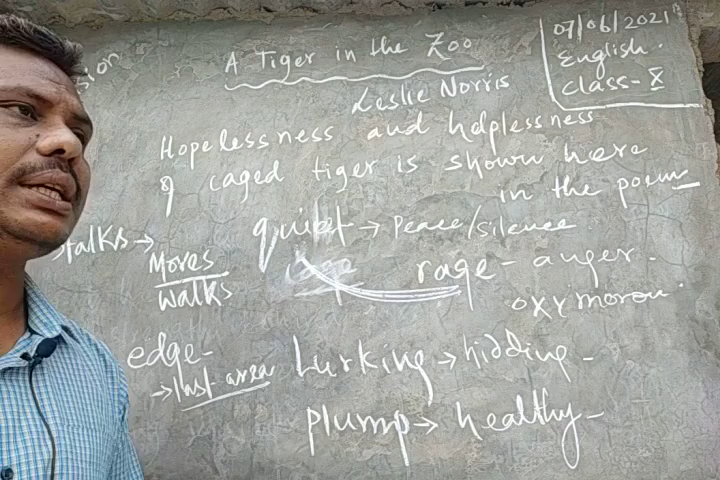 A Tiger in the Zoo
Leslie Norris
07/06/2021
English.
class- X
Hopelessness and helplessness
of caged tiger is shown here
in the poem
stalks →
Moves
Walks
quiet → Peace/silence
rage - anger.
oxymoron.
edge-
→ last area
Lurking → hidding-
plump → healthy-